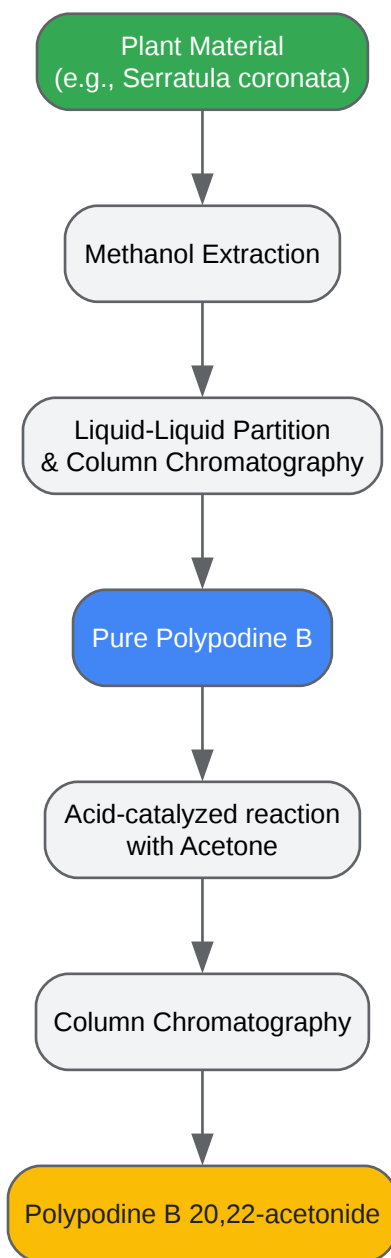 Plant Material
(e.g., Serratula coronata)
Methanol Extraction
Liquid-Liquid Partition
& Column Chromatography
Pure Polypodine B
Acid-catalyzed reaction
with Acetone
Column Chromatography
Polypodine B 20,22-acetonide